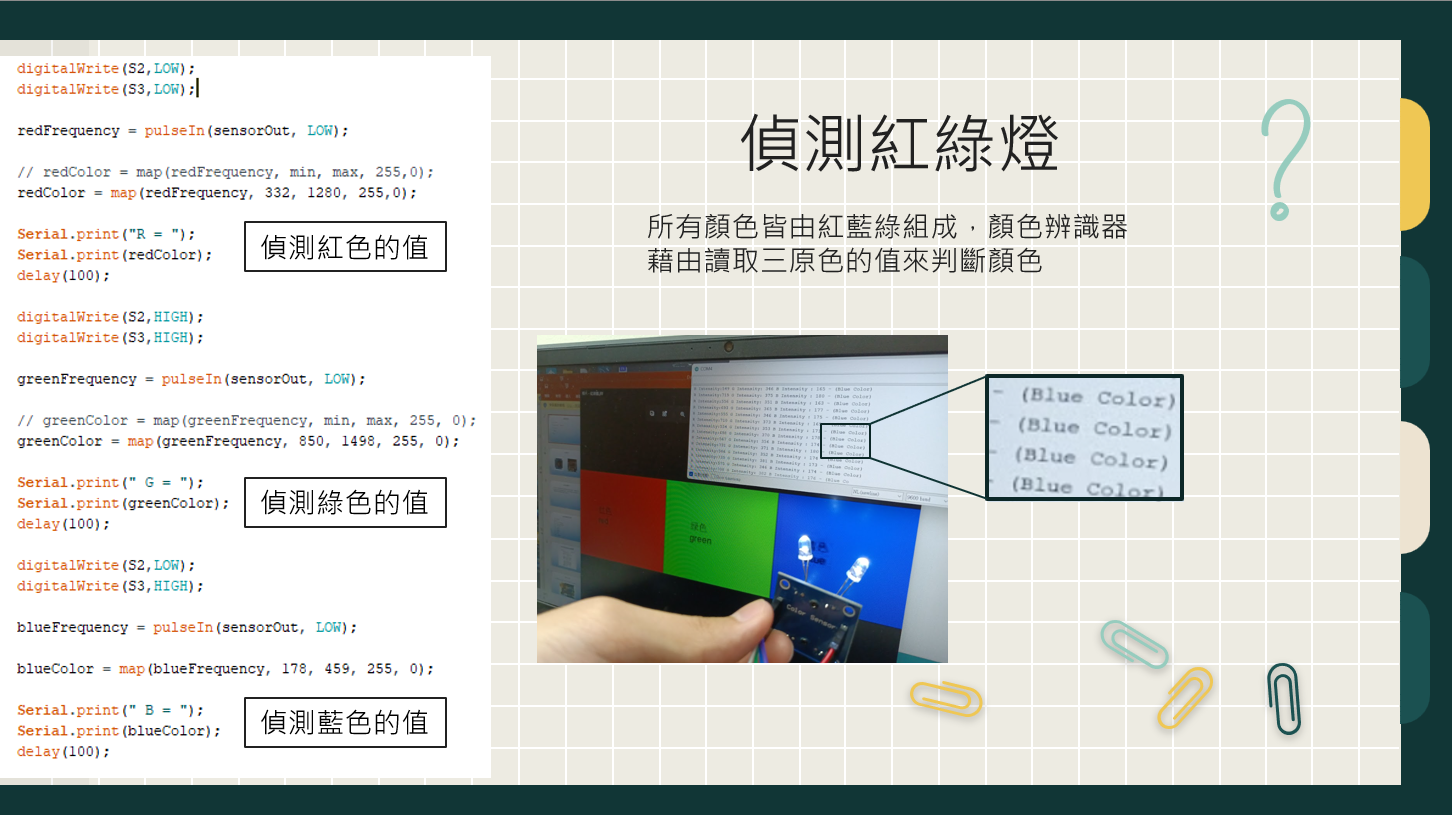 digitalWrite(S2,LOW);
digitalWrite(S3,LOW);
redFrequency = pulseIn(sensorOut, LOW);
// redColor = map(redFrequency, min, max, 255,0);
redColor = map(redFrequency, 332, 1280, 255,0);
Serial.print("R = ");
Serial.print(redColor);
delay(100);
偵測紅色的值
digitalWrite(S2,HIGH);
digitalWrite(S3,HIGH);
greenFrequency = pulseIn(sensorOut, LOW);
// greenColor = map(greenFrequency, min, max, 255, 0);
greenColor = map(greenFrequency, 850, 1498, 255, 0);
Serial.print(" G = ");
Serial.print(greenColor);
delay(100);
偵測綠色的值
digitalWrite(S2,LOW);
digitalWrite(S3,HIGH);
blueFrequency = pulseIn(sensorOut, LOW);
blueColor = map(blueFrequency, 178, 459, 255, 0);
Serial.print(" B = ");
Serial.print(blueColor);
delay(100);
偵測藍色的值
偵測紅綠燈
?
所有顏色皆由紅藍綠組成，顏色辨識器
藉由讀取三原色的值來判斷顏色
綠色
green
Color Sensor
- (Blue Color)
- (Blue Color)
- (Blue Color)
- (Blue Color)